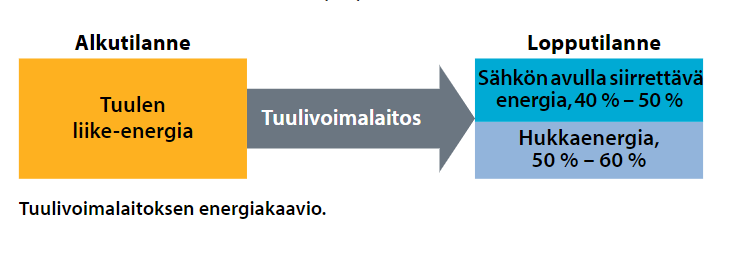 Alkutilanne
Lopputilanne
Tuulen
liike-energia
Tuulivoimalaitos
Sähkön avulla siirrettävä
energia, 40 % – 50 %
Hukkaenergia,
50 % – 60 %
Tuulivoimalaitoksen energiakaavio.